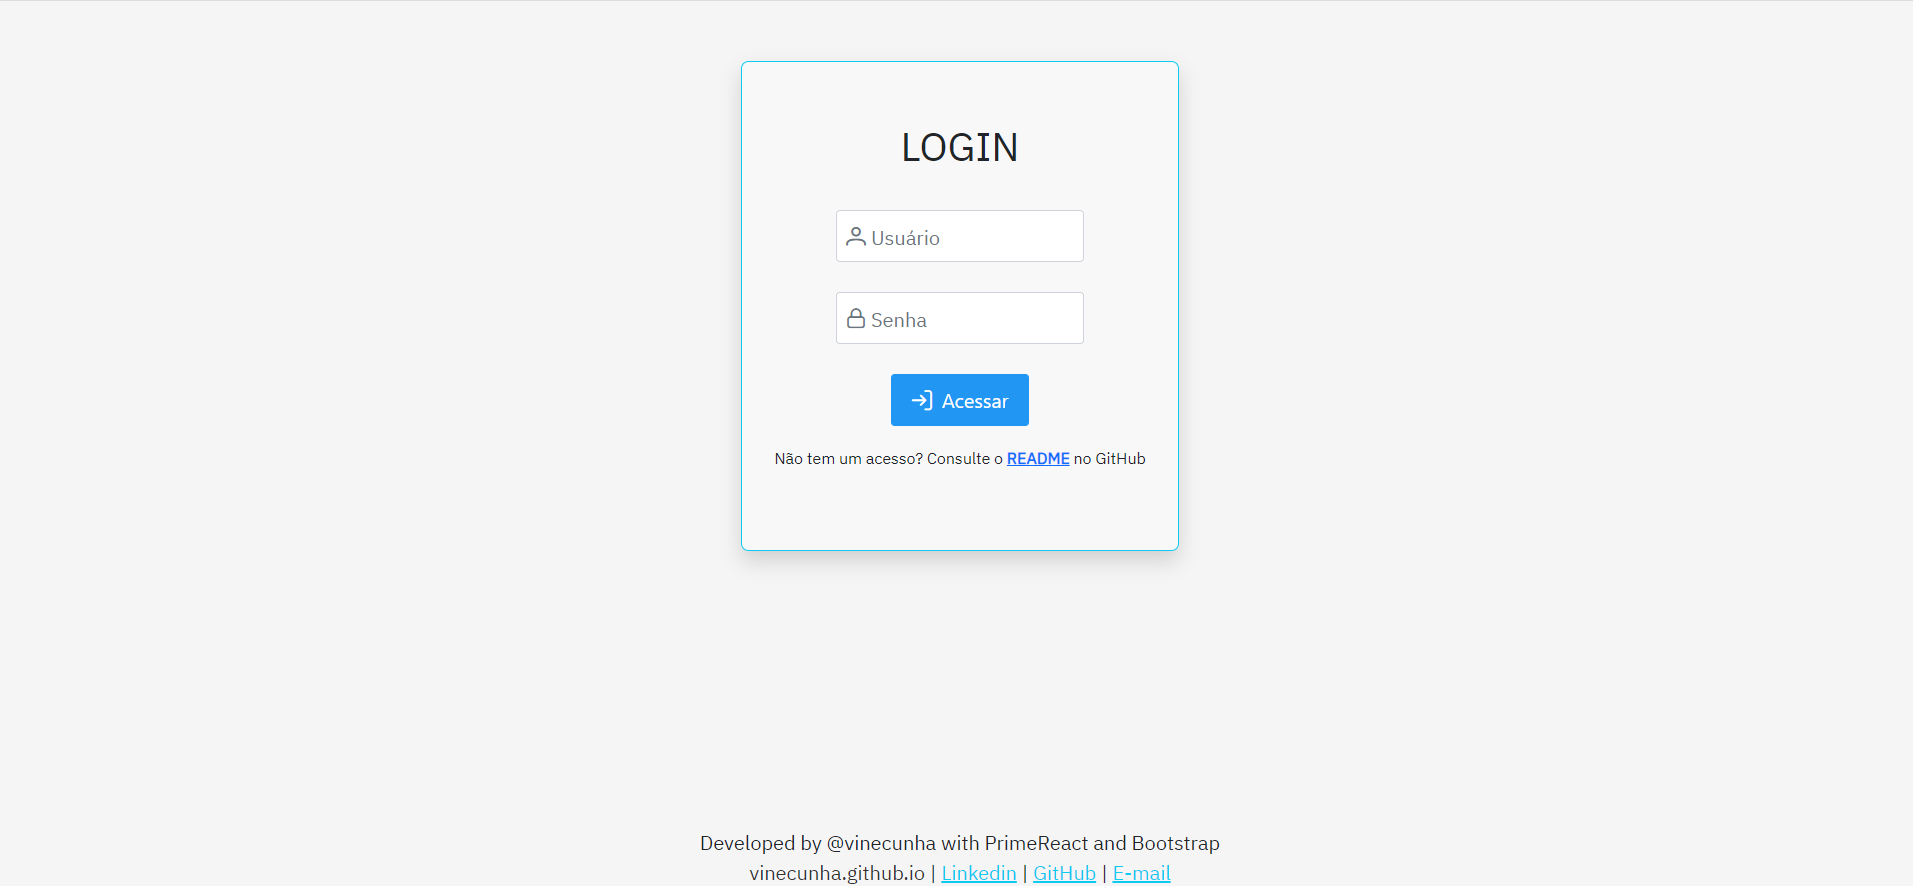 LOGIN
Usuário
Senha
Acessar
Não tem um acesso? Consulte o README no GitHub
Developed by @vinecunha with PrimeReact and Bootstrap
vinecunha.github.io | Linkedin | GitHub | E-mail